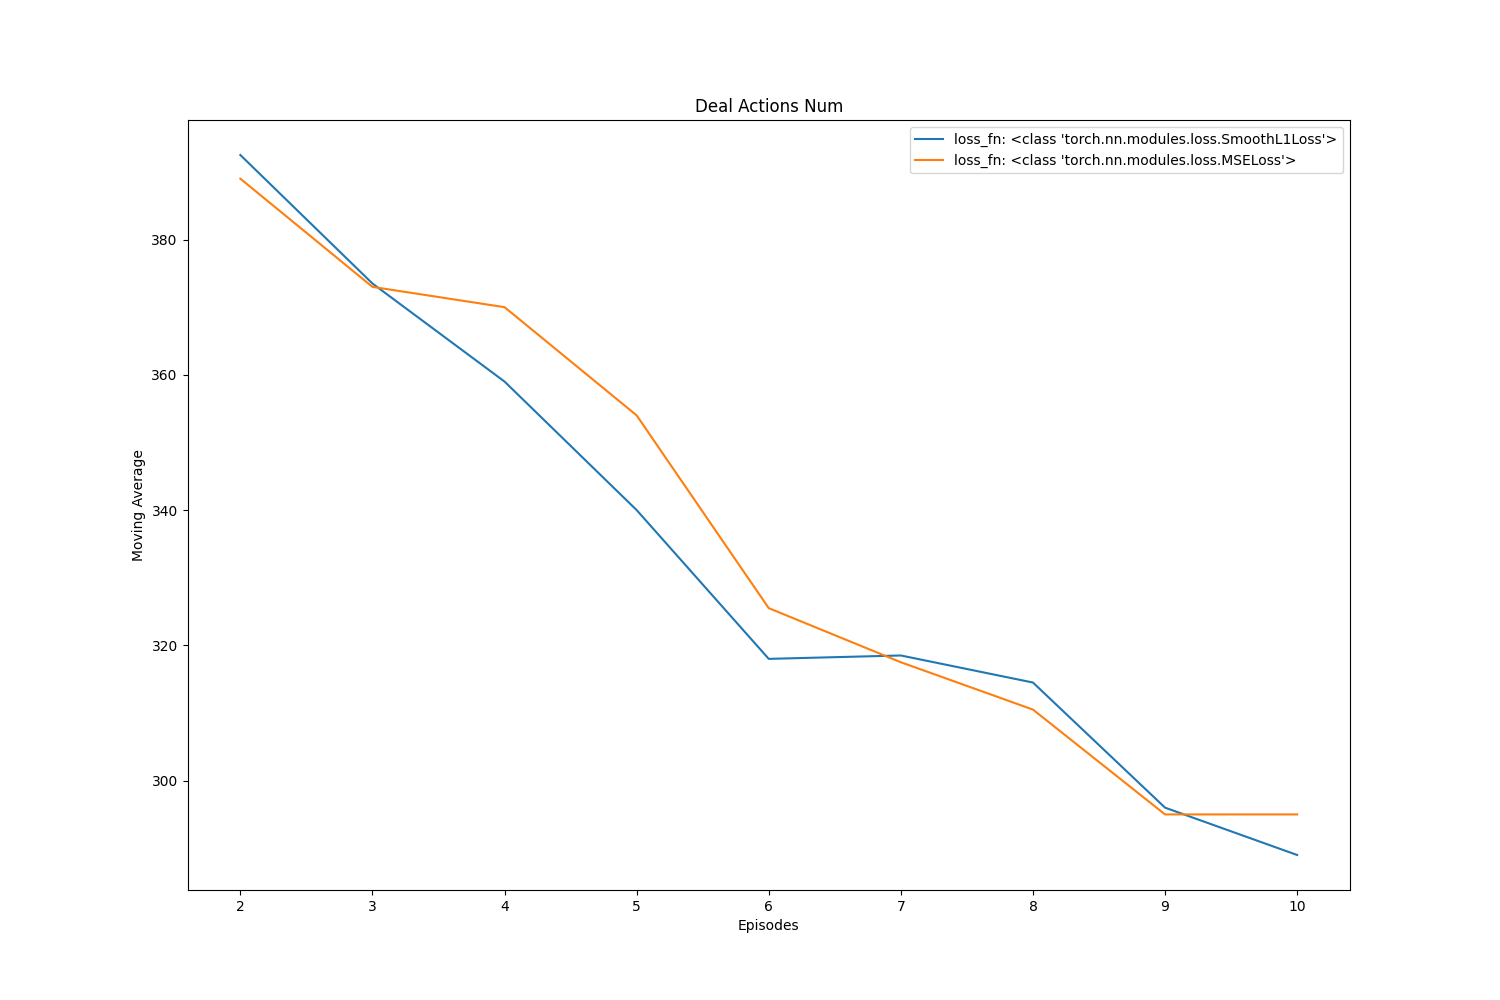 Deal Actions Num
loss_fn: <class 'torch.nn.modules.loss.SmoothL1Loss'>
loss_fn: <class 'torch.nn.modules.loss.MSELoss'>
Moving Average
380
360
340
320
300
2 3 4 5 6 7 8 9 10
Episodes